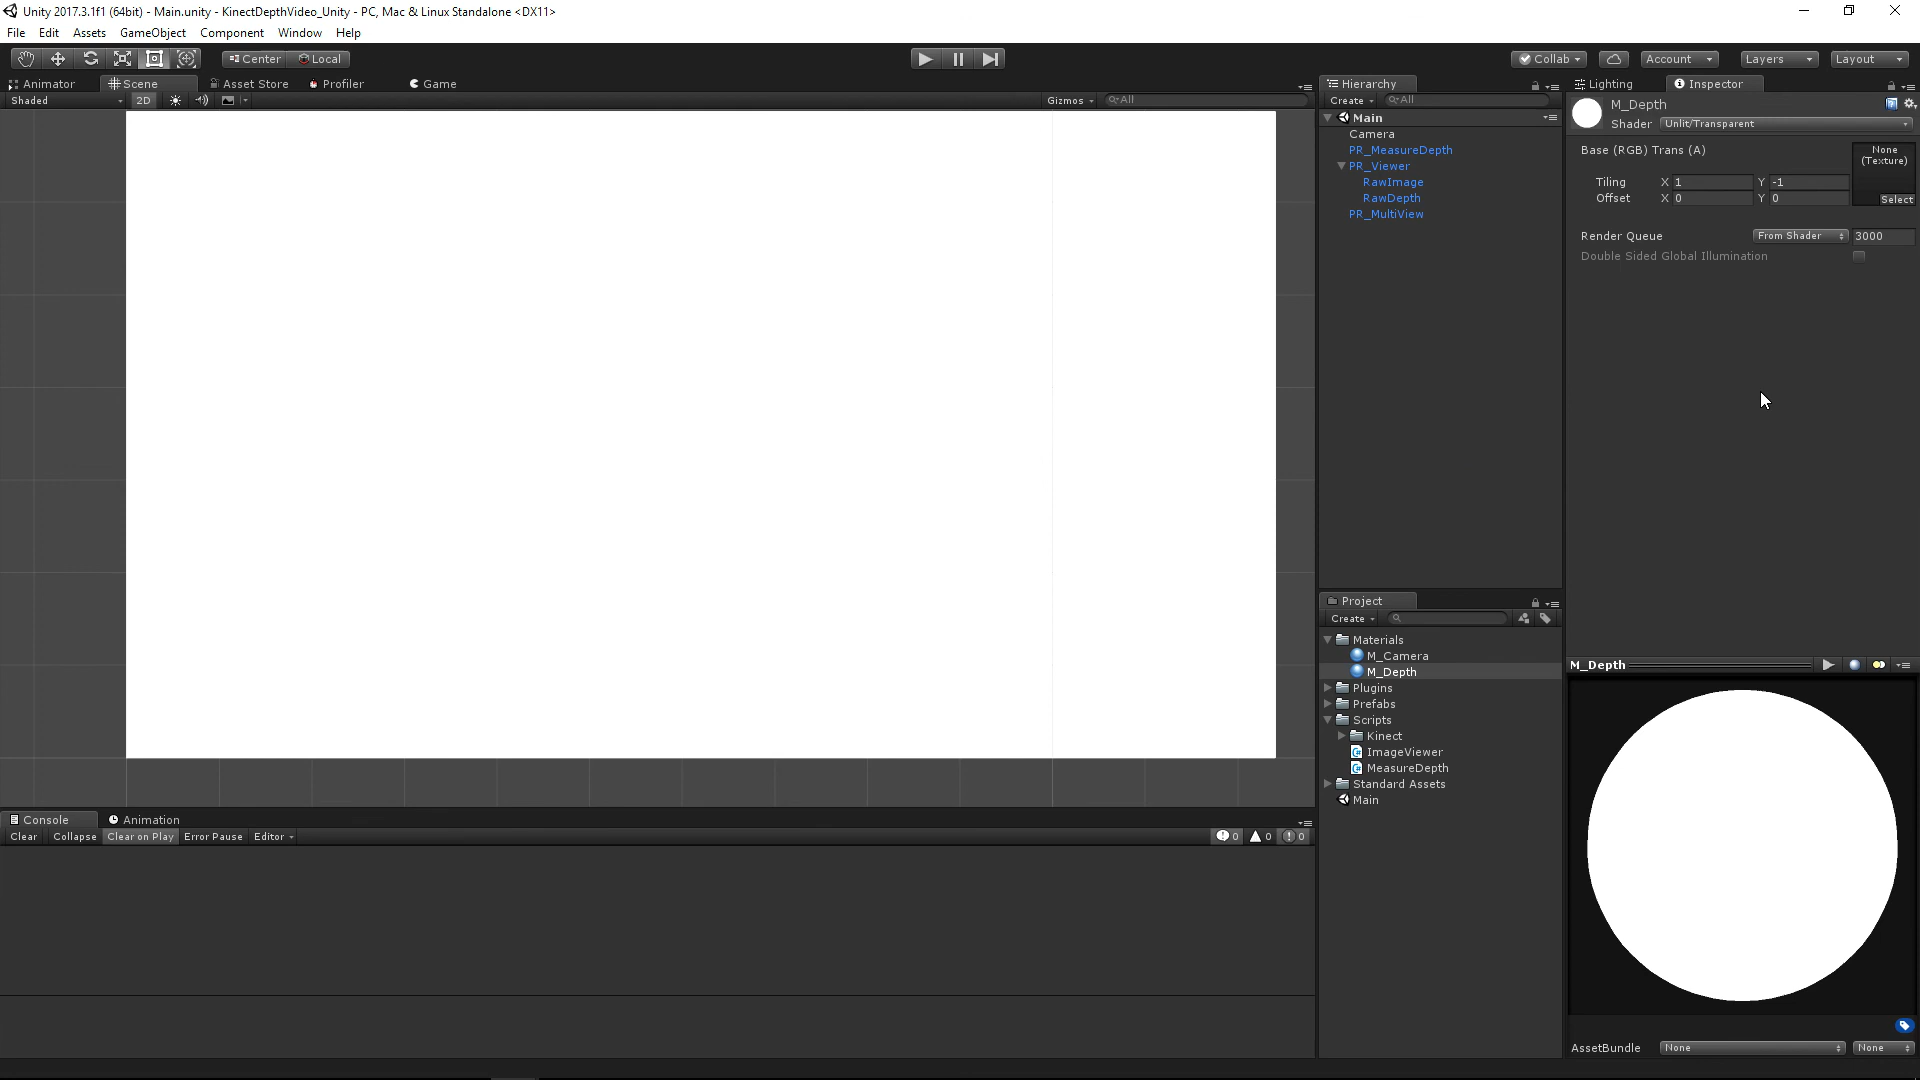 Unity 2017.3.1f1 (64bit) - Main.unity - KinectDepthVideo_Unity - PC, Mac & Linux Standalone <DX11>
File Edit Assets GameObject Component Window Help
Center Local Collab Account Layers Layout
Animator Scene Asset Store Profiler Game
Shaded 2D Gizmos All
Hierarchy
Create All
Main
Camera
PR_MeasureDepth
PR_Viewer
RawImage
RawDepth
PR_MultiView
Lighting Inspector
M_Depth
Shader Unlit/Transparent
Base (RGB) Trans (A)
None
(Texture)
Tiling X 1 Y -1
Offset X 0 Y 0
Select
Render Queue From Shader 3000
Double Sided Global Illumination
Project
Create
Materials
M_Camera
M_Depth
Plugins
Prefabs
Scripts
Kinect
ImageViewer
MeasureDepth
Standard Assets
Main
M_Depth
AssetBundle None None
Console Animation
Clear Collapse Clear on Play Error Pause Editor 0 0 0